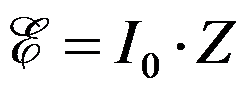 ℰ = I₀ · Z